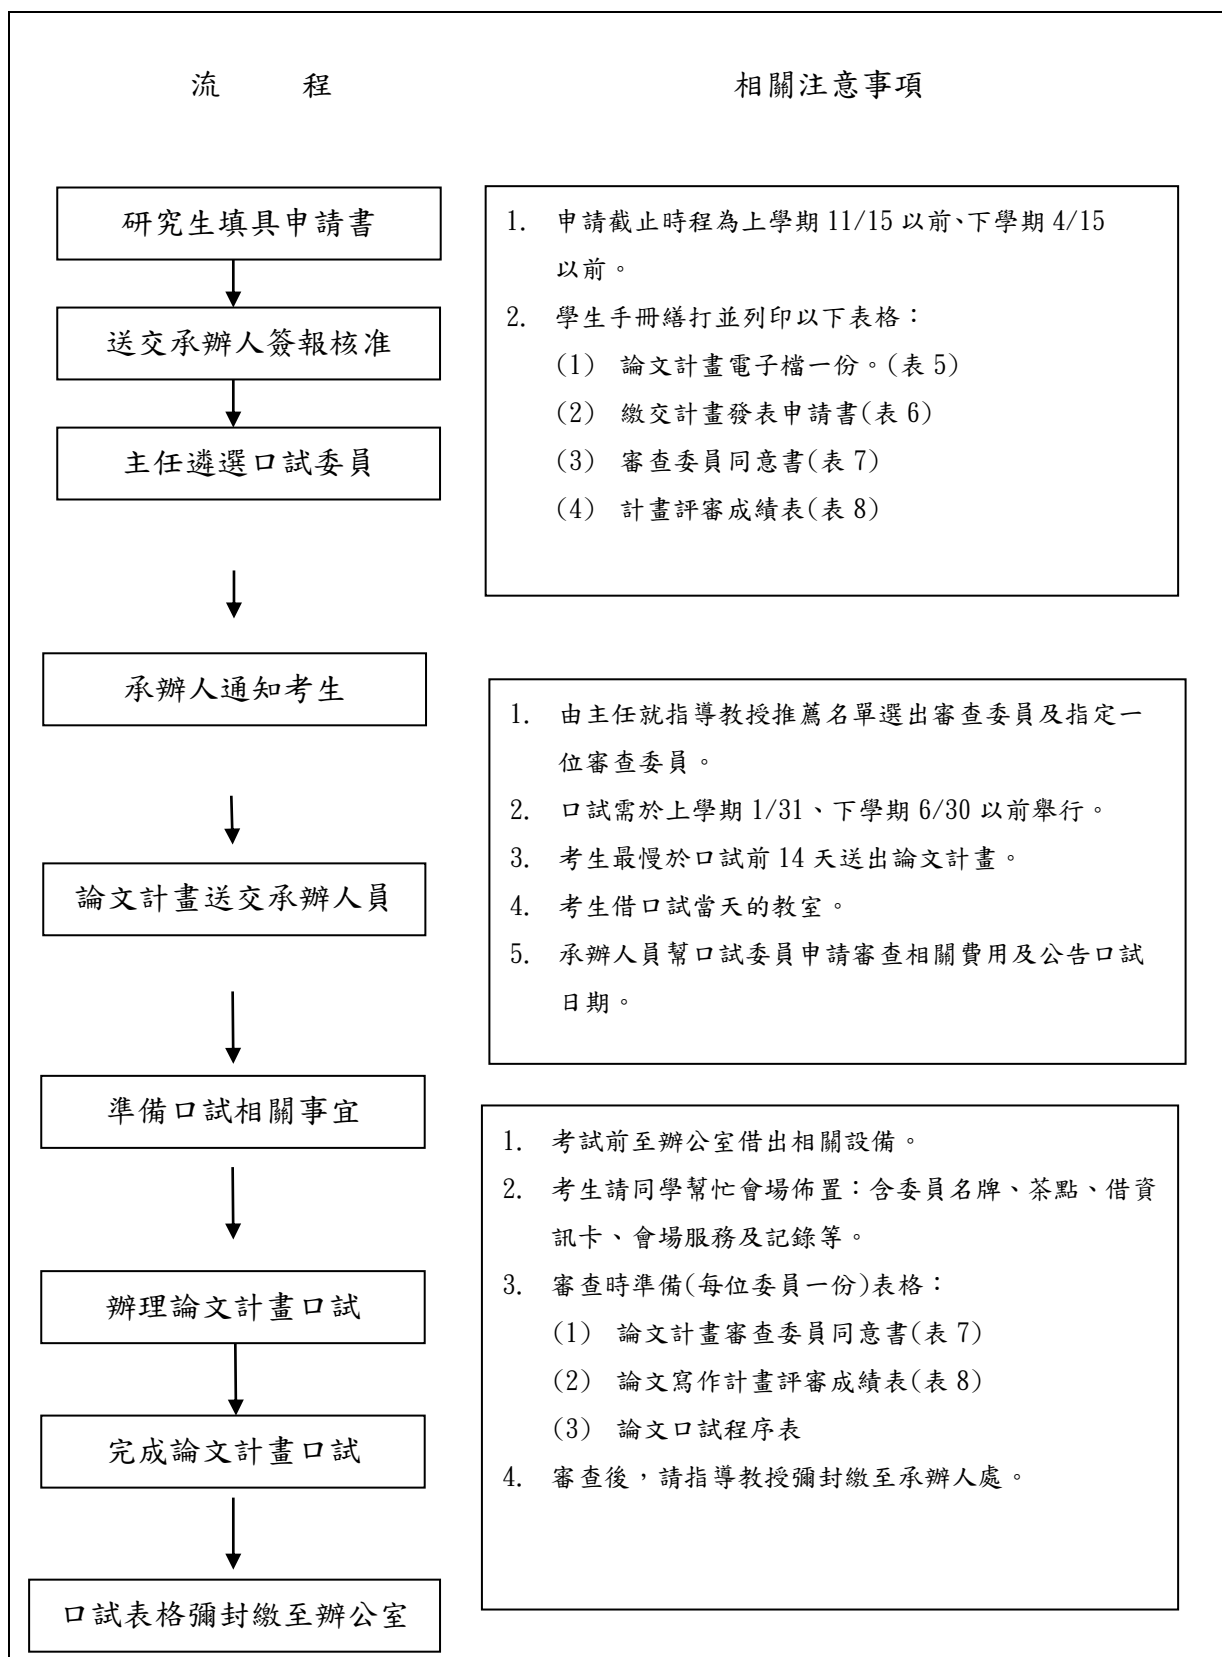 流 程
相關注意事項
研究生填具申請書
送交承辦人簽報核准
主任遴選口試委員
1. 申請截止時程為上學期 11/15 以前、下學期 4/15
以前。
2. 學生手冊繕打並列印以下表格：
(1) 論文計畫電子檔一份。(表 5)
(2) 繳交計畫發表申請書(表 6)
(3) 審查委員同意書(表 7)
(4) 計畫評審成績表(表 8)
承辦人通知考生
論文計畫送交承辦人員
1. 由主任就指導教授推薦名單選出審查委員及指定一
位審查委員。
2. 口試需於上學期 1/31、下學期 6/30 以前舉行。
3. 考生最慢於口試前 14 天送出論文計畫。
4. 考生借口試當天的教室。
5. 承辦人員幫口試委員申請審查相關費用及公告口試
日期。
準備口試相關事宜
辦理論文計畫口試
完成論文計畫口試
口試表格彌封繳至辦公室
1. 考試前至辦公室借出相關設備。
2. 考生請同學幫忙會場佈置：含委員名牌、茶點、借資
訊卡、會場服務及記錄等。
3. 審查時準備(每位委員一份)表格：
(1) 論文計畫審查委員同意書(表 7)
(2) 論文寫作計畫評審成績表(表 8)
(3) 論文口試程序表
4. 審查後，請指導教授彌封繳至承辦人處。